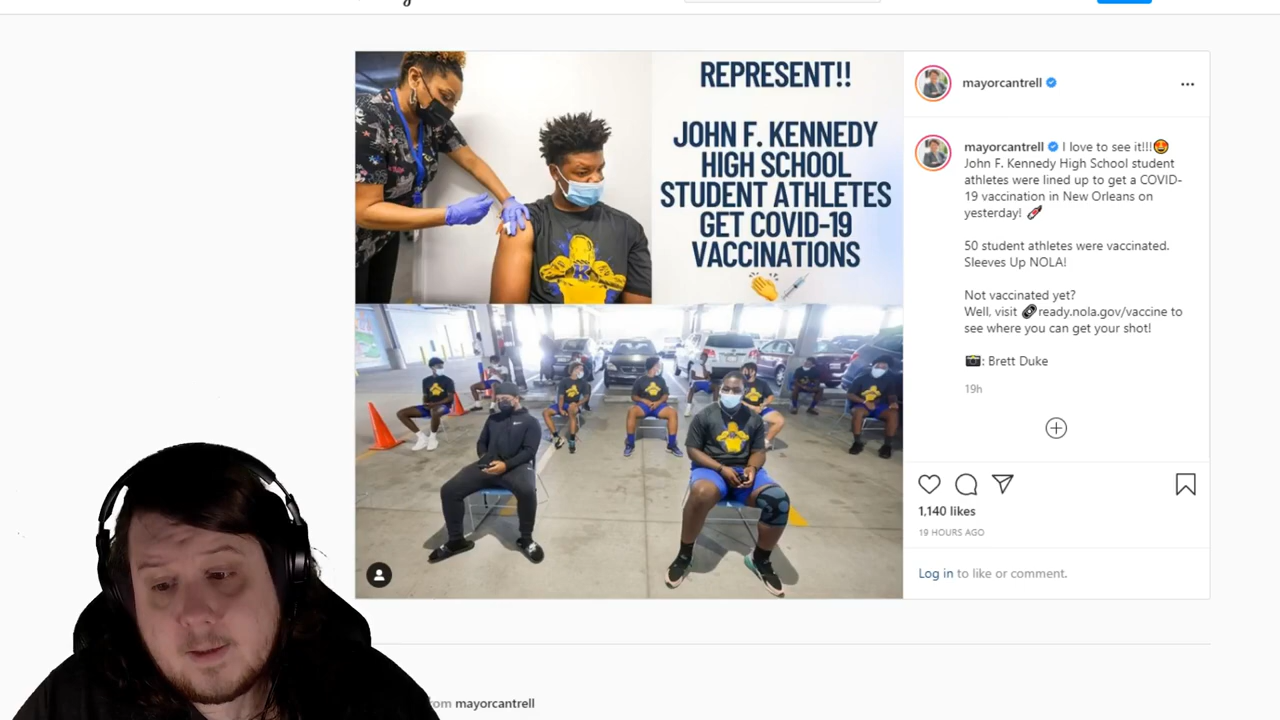 REPRESENT!!
JOHN F. KENNEDY
HIGH SCHOOL
STUDENT ATHLETES
GET COVID-19
VACCINATIONS
K
mayorcantrell
mayorcantrell I love to see it!!!😍
John F. Kennedy High School student
athletes were lined up to get a COVID-
19 vaccination in New Orleans on
yesterday!
50 student athletes were vaccinated.
Sleeves Up NOLA!
Not vaccinated yet?
Well, visit ready.nola.gov/vaccine to
see where you can get your shot!
📸: Brett Duke
19h
1,140 likes
19 HOURS AGO
Log in to like or comment.
from mayorcantrell